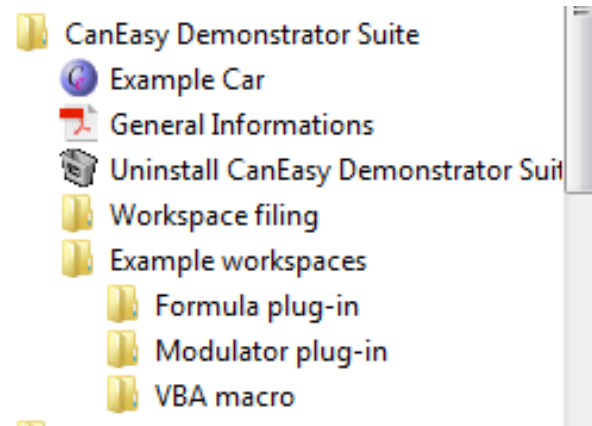 CanEasy Demonstrator Suite
Example Car
General Informations
Uninstall CanEasy Demonstrator Suit
Workspace filing
Example workspaces
Formula plug-in
Modulator plug-in
VBA macro